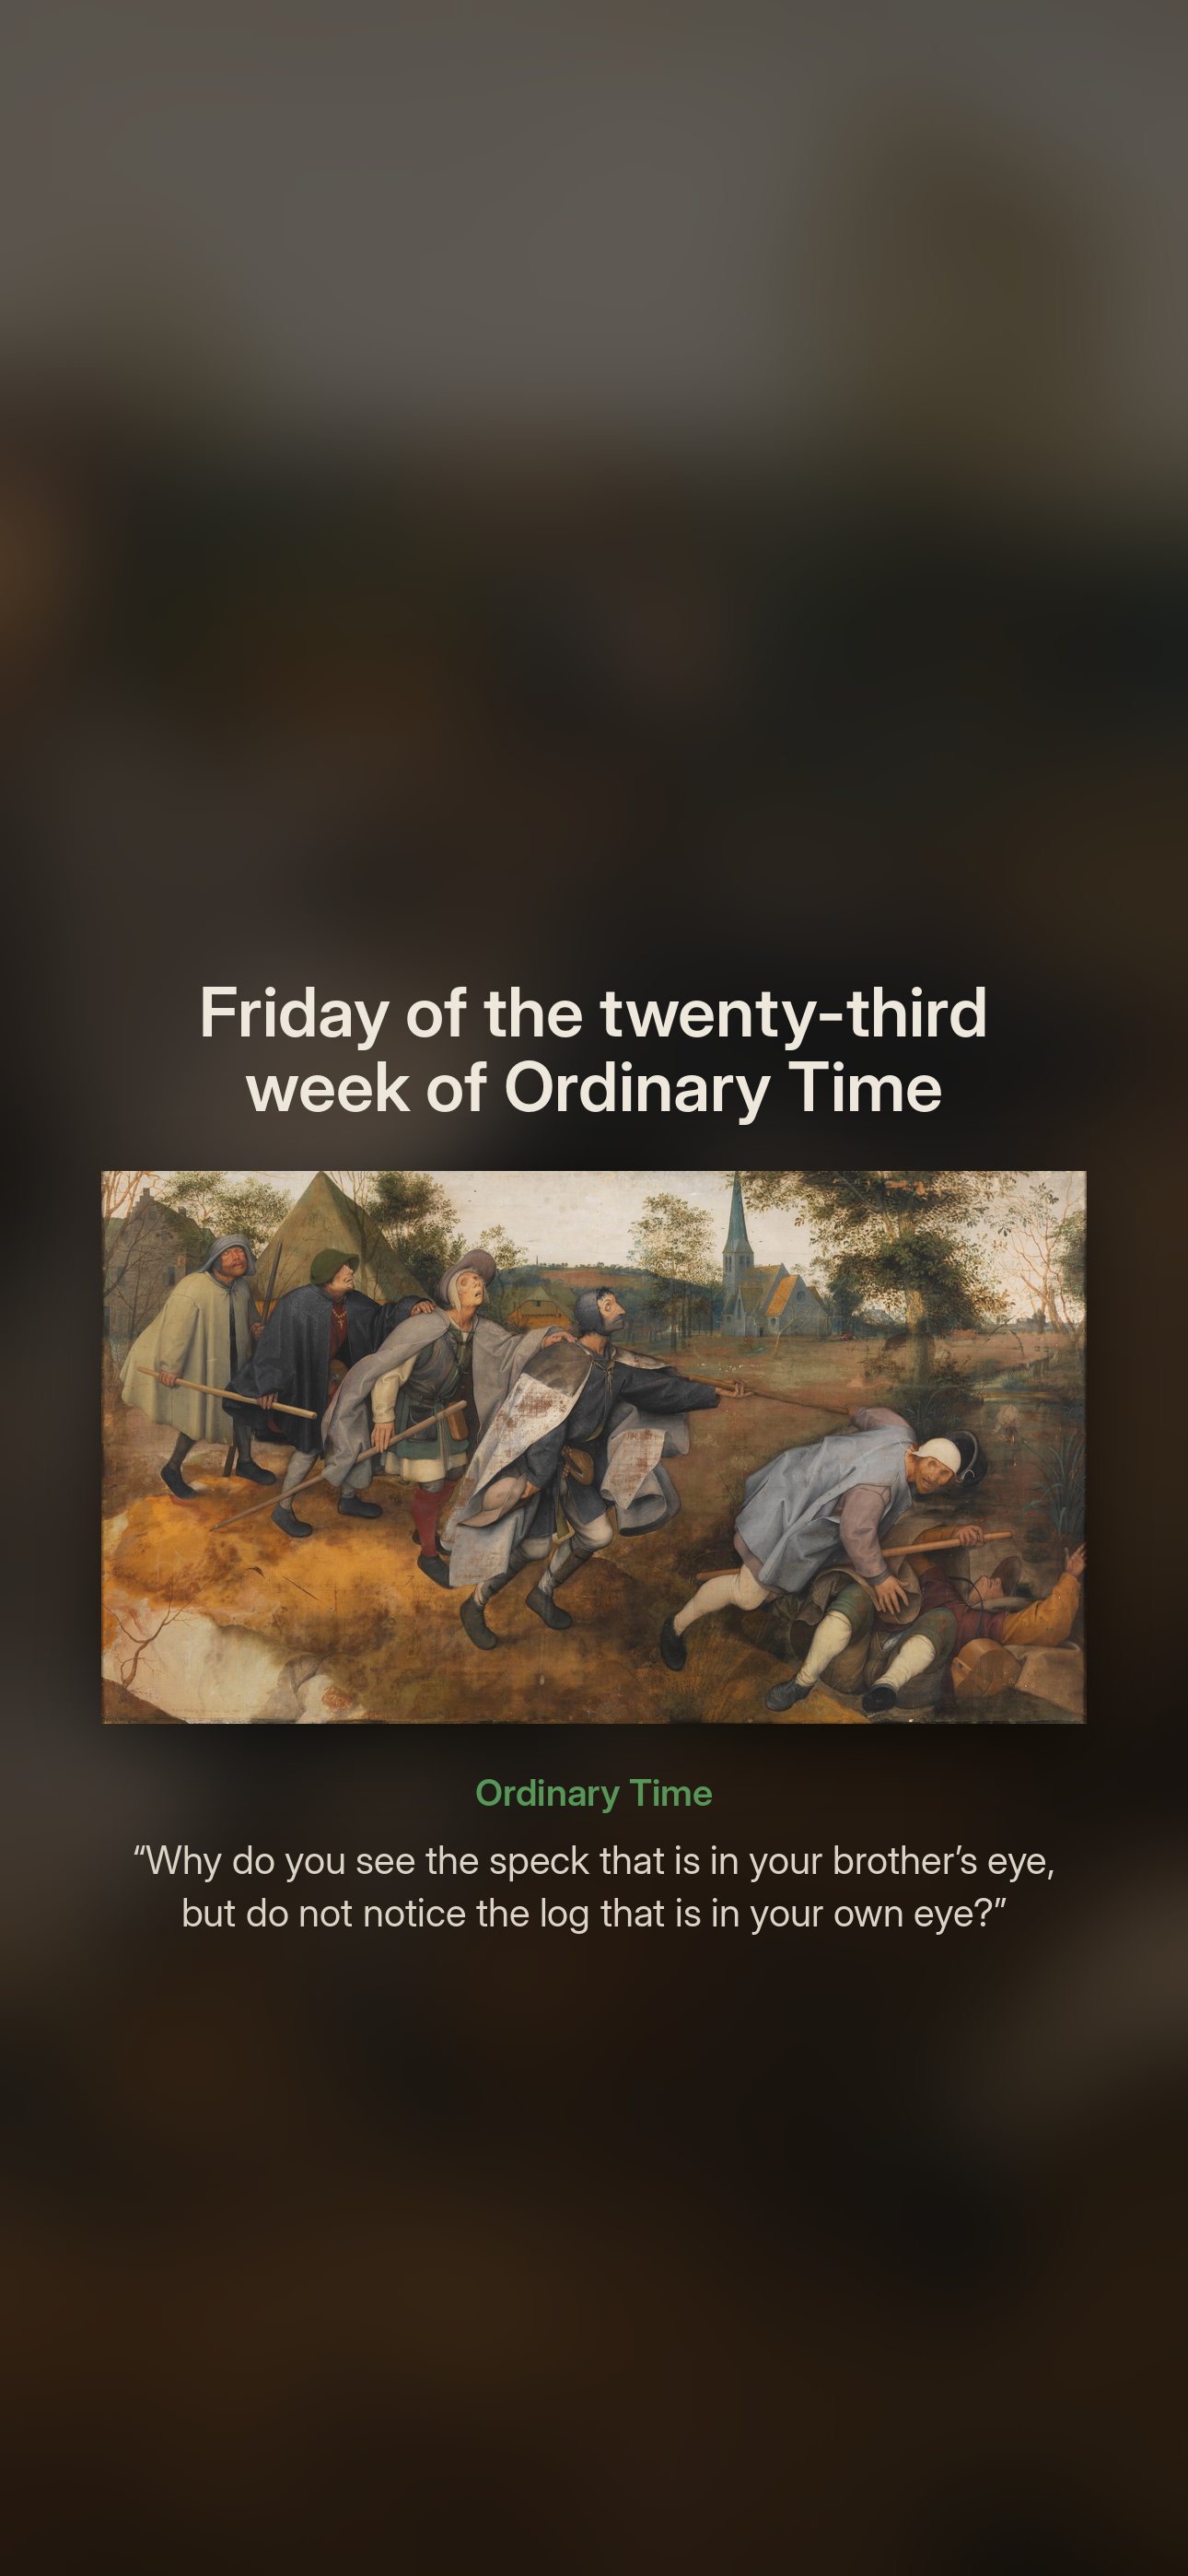 Friday of the twenty-third
week of Ordinary Time
Ordinary Time
“Why do you see the speck that is in your brother’s eye,
but do not notice the log that is in your own eye?”